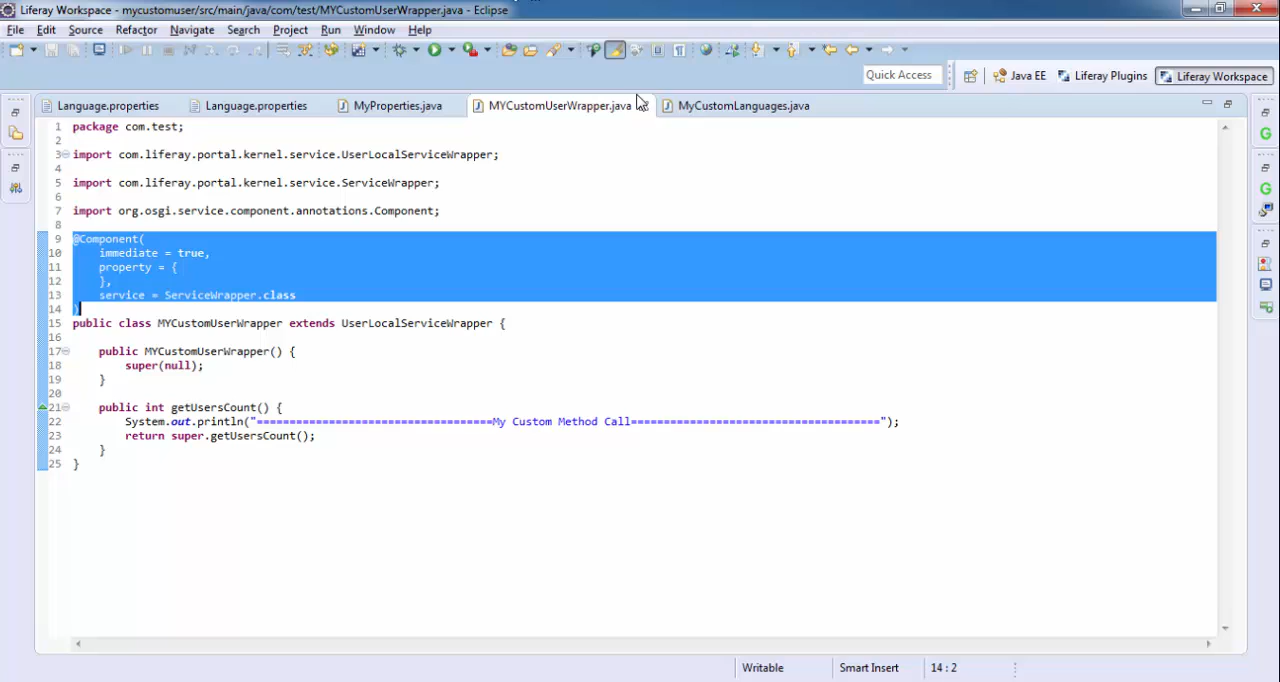 Liferay Workspace - mycustomuser/src/main/java/com/test/MYCustomUserWrapper.java - Eclipse
File Edit Source Refactor Navigate Search Project Run Window Help
Quick Access Java EE Liferay Plugins Liferay Workspace
Language.properties Language.properties MyProperties.java MYCustomUserWrapper.java MyCustomLanguages.java
1 package com.test;
2
3 import com.liferay.portal.kernel.service.UserLocalServiceWrapper;
4
5 import com.liferay.portal.kernel.service.ServiceWrapper;
6
7 import org.osgi.service.component.annotations.Component;
8
9 @Component(
10 immediate = true,
11 property = {
12 },
13 service = ServiceWrapper.class
14 )
15 public class MYCustomUserWrapper extends UserLocalServiceWrapper {
16
17 public MYCustomUserWrapper() {
18 super(null);
19 }
20
21 public int getUsersCount() {
22 System.out.println("====================================My Custom Method Call======================================");
23 return super.getUsersCount();
24 }
25 }
Writable Smart Insert 14 : 2